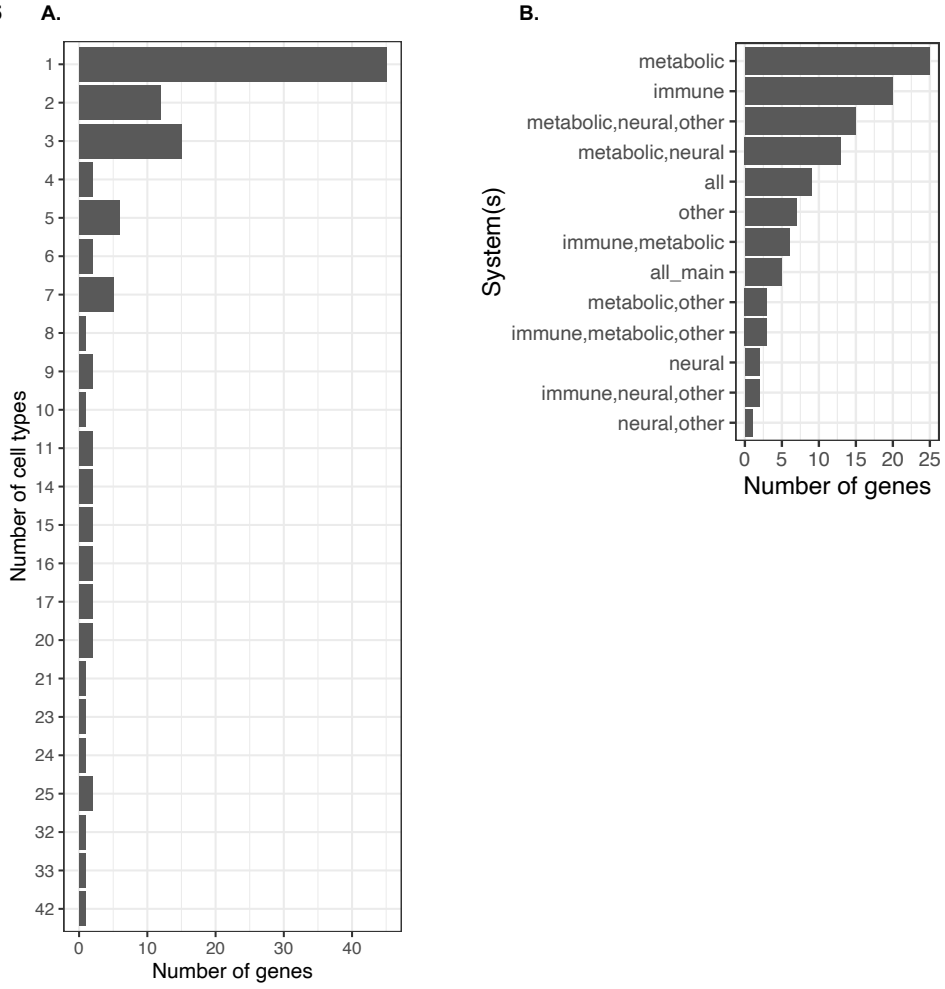 A.
Number of cell types
1
2
3
4
5
6
7
8
9
10
11
14
15
16
17
20
21
23
24
25
32
33
42
0 10 20 30 40
Number of genes
B.
System(s)
metabolic
immune
metabolic,neural,other
metabolic,neural
all
other
immune,metabolic
all_main
metabolic,other
immune,metabolic,other
neural
immune,neural,other
neural,other
0 5 10 15 20 25
Number of genes